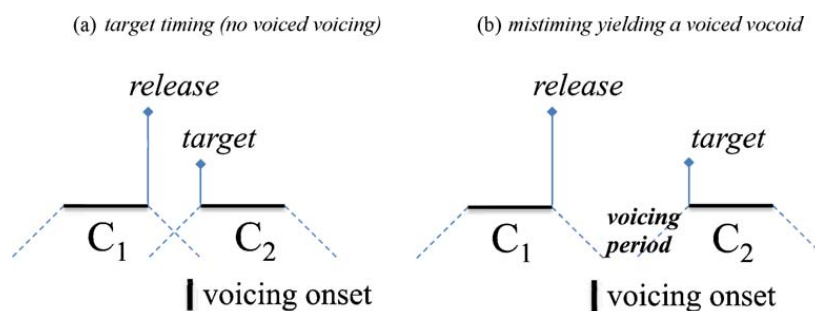 (a) target timing (no voiced voicing)
release
target
C₁ C₂
voicing onset
(b) mistiming yielding a voiced vocoid
release
target
voicing
period
C₁ C₂
voicing onset